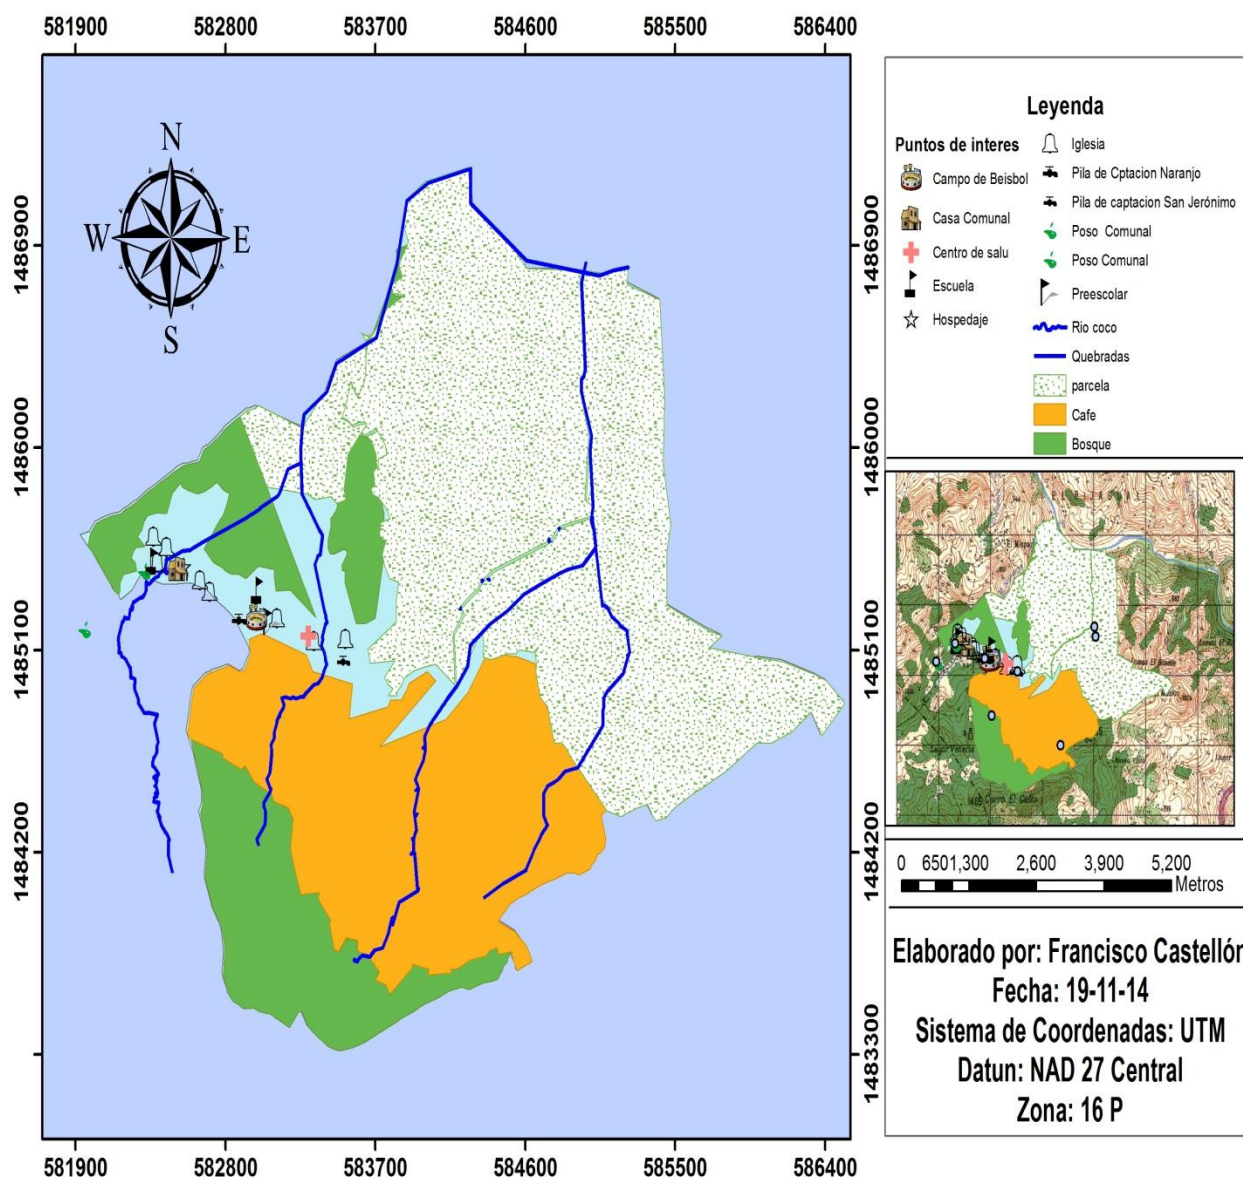 581900 582800 583700 584600 585500 586400
1486900
1486000
1485100
1484200
1483300
N
W E
S
1486900
1486000
1485100
1484200
1483300
581900 582800 583700 584600 585500 586400
Leyenda
Puntos de interes
Campo de Beisbol
Casa Comunal
Centro de salu
Escuela
Hospedaje
Iglesia
Pila de Cptacion Naranjo
Pila de captacion San Jerónimo
Poso Comunal
Poso Comunal
Preescolar
Rio coco
Quebradas
parcela
Cafe
Bosque
0 650 1,300 2,600 3,900 5,200
Metros
Elaborado por: Francisco Castellón
Fecha: 19-11-14
Sistema de Coordenadas: UTM
Datun: NAD 27 Central
Zona: 16 P